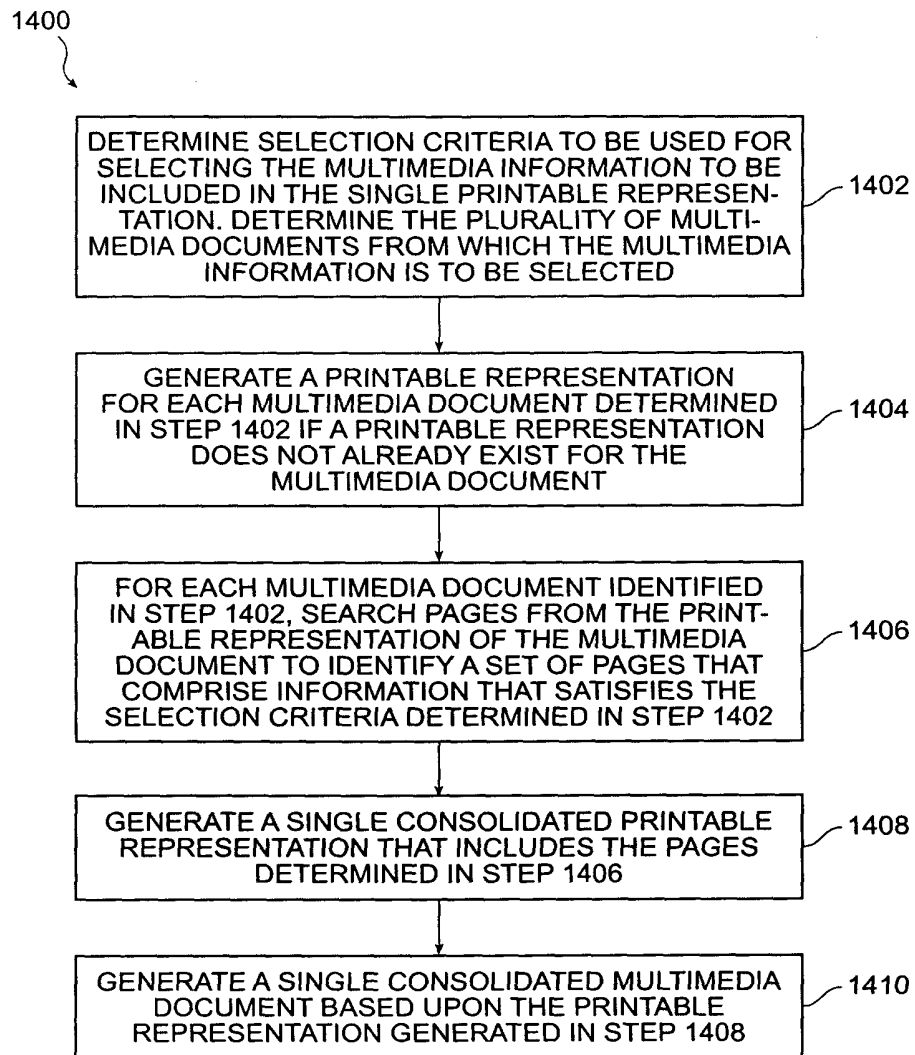 1400
DETERMINE SELECTION CRITERIA TO BE USED FOR
SELECTING THE MULTIMEDIA INFORMATION TO BE
INCLUDED IN THE SINGLE PRINTABLE REPRESEN-
TATION. DETERMINE THE PLURALITY OF MULTI-
MEDIA DOCUMENTS FROM WHICH THE MULTIMEDIA
INFORMATION IS TO BE SELECTED
1402
GENERATE A PRINTABLE REPRESENTATION
FOR EACH MULTIMEDIA DOCUMENT DETERMINED
IN STEP 1402 IF A PRINTABLE REPRESENTATION
DOES NOT ALREADY EXIST FOR THE
MULTIMEDIA DOCUMENT
1404
FOR EACH MULTIMEDIA DOCUMENT IDENTIFIED
IN STEP 1402, SEARCH PAGES FROM THE PRINT-
ABLE REPRESENTATION OF THE MULTIMEDIA
DOCUMENT TO IDENTIFY A SET OF PAGES THAT
COMPRISE INFORMATION THAT SATISFIES THE
SELECTION CRITERIA DETERMINED IN STEP 1402
1406
GENERATE A SINGLE CONSOLIDATED PRINTABLE
REPRESENTATION THAT INCLUDES THE PAGES
DETERMINED IN STEP 1406
1408
GENERATE A SINGLE CONSOLIDATED MULTIMEDIA
DOCUMENT BASED UPON THE PRINTABLE
REPRESENTATION GENERATED IN STEP 1408
1410